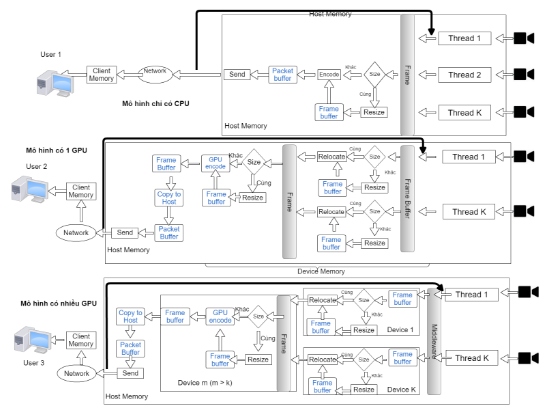 Host Memory
User 1
Client
Memory
Network
Send
Packet
buffer
Encode
Khác
Size
Cùng
Frame
buffer
Resize
Frame
Thread 1
Thread 2
Thread K
Mô hình chỉ có CPU
Host Memory
Mô hình có 1 GPU
User 2
Client
Memory
Network
Frame
Buffer
Copy to
Host
Packet
Buffer
Send
GPU
encode
Khác
Size
Cùng
Frame
buffer
Resize
Frame
Relocate
Cùng
Size
Khác
Frame
buffer
Resize
Relocate
Cùng
Size
Khác
Frame
buffer
Resize
Frame Buffer
Thread 1
Thread K
Host Memory
Device Memory
Mô hình có nhiều GPU
User 3
Client
Memory
Network
Copy to
Host
Packet
Buffer
Send
Frame
buffer
GPU
encode
Khác
Size
Cùng
Frame
buffer
Resize
Frame
Device m (m > k)
Relocate
Cùng
Size
Frame
buffer
Khác
Frame
buffer
Resize
Device 1
Relocate
Cùng
Size
Frame
buffer
Khác
Frame
buffer
Resize
Device K
Middleware
Thread 1
Thread K
Host Memory